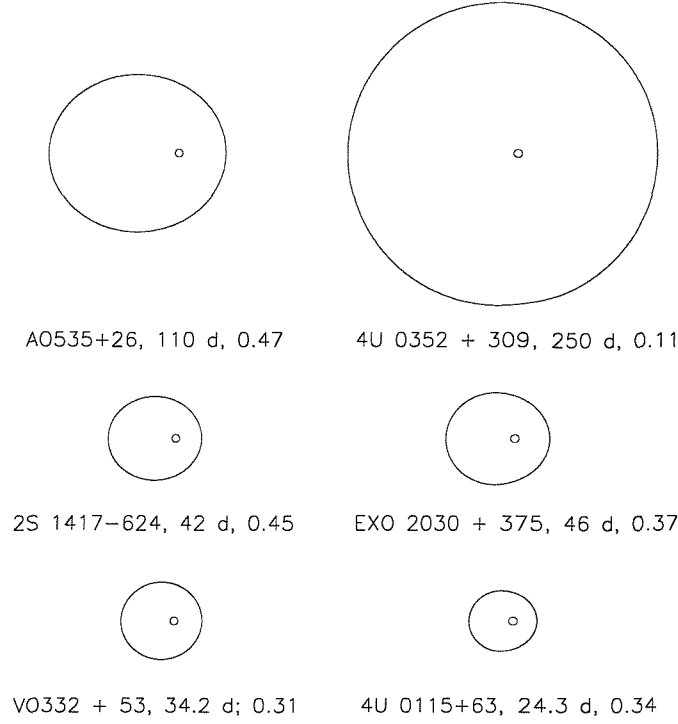 A0535+26, 110 d, 0.47
4U 0352 + 309, 250 d, 0.11
2S 1417-624, 42 d, 0.45
EXO 2030 + 375, 46 d, 0.37
V0332 + 53, 34.2 d; 0.31
4U 0115+63, 24.3 d, 0.34